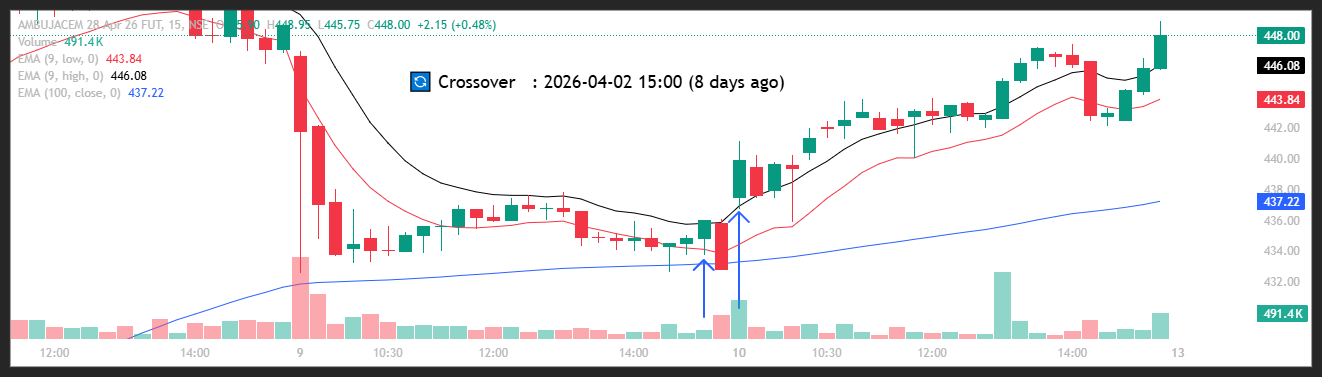 AMBUJACEM 28 Apr 26 FUT, 15, NSE H448.95 L445.75 C448.00 +2.15 (+0.48%)
Volume 491.4K
EMA (9, low, 0) 443.84
EMA (9, high, 0) 446.08
EMA (100, close, 0) 437.22
Crossover : 2026-04-02 15:00 (8 days ago)
448.00
446.08
443.84
442.00
440.00
438.00
437.22
436.00
434.00
432.00
491.4K
12:00 14:00 9 10:30 12:00 14:00 10 10:30 12:00 14:00 13